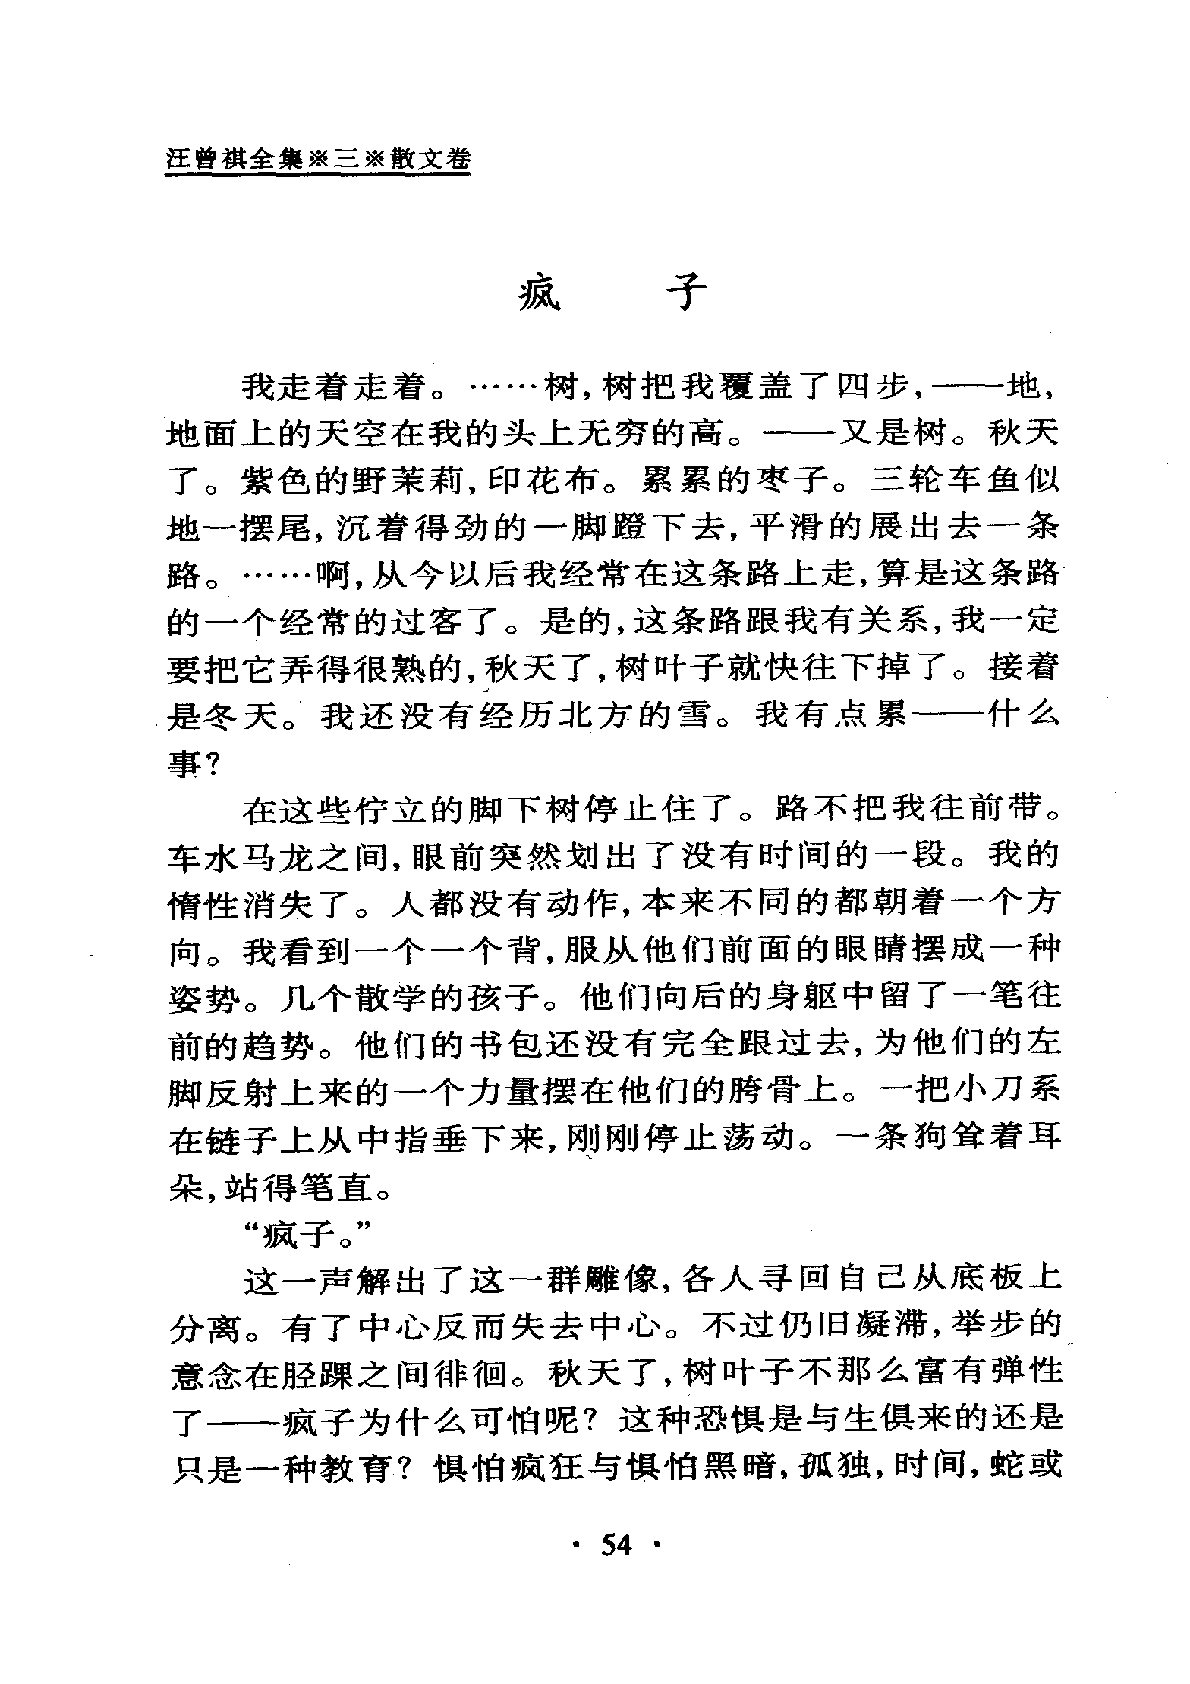 汪曾祺全集※三※散文卷
疯 子
我走着走着。……树,树把我覆盖了四步,——地,
地面上的天空在我的头上无穷的高。——又是树。秋天
了。紫色的野茉莉,印花布。累累的枣子。三轮车鱼似
地一摆尾,沉着得劲的一脚蹬下去,平滑的展出去一条
路。……啊,从今以后我经常在这条路上走,算是这条路
的一个经常的过客了。是的,这条路跟我有关系,我一定
要把它弄得很熟的,秋天了,树叶子就快往下掉了。接着
是冬天。我还没有经历北方的雪。我有点累——什么
事?
在这些伫立的脚下树停止住了。路不把我往前带。
车水马龙之间,眼前突然划出了没有时间的一段。我的
惰性消失了。人都没有动作,本来不同的都朝着一个方
向。我看到一个一个背,服从他们前面的眼睛摆成一种
姿势。几个散学的孩子。他们向后的身躯中留了一笔往
前的趋势。他们的书包还没有完全跟过去,为他们的左
脚反射上来的一个力量摆在他们的胯骨上。一把小刀系
在链子上从中指垂下来,刚刚停止荡动。一条狗耸着耳
朵,站得笔直。
“疯子。”
这一声解出了这一群雕像,各人寻回自己从底板上
分离。有了中心反而失去中心。不过仍旧凝滞,举步的
意念在胫踝之间徘徊。秋天了,树叶子不那么富有弹性
了——疯子为什么可怕呢?这种恐惧是与生俱来的还是
只是一种教育?惧怕疯狂与惧怕黑暗,孤独,时间,蛇或
· 54 ·